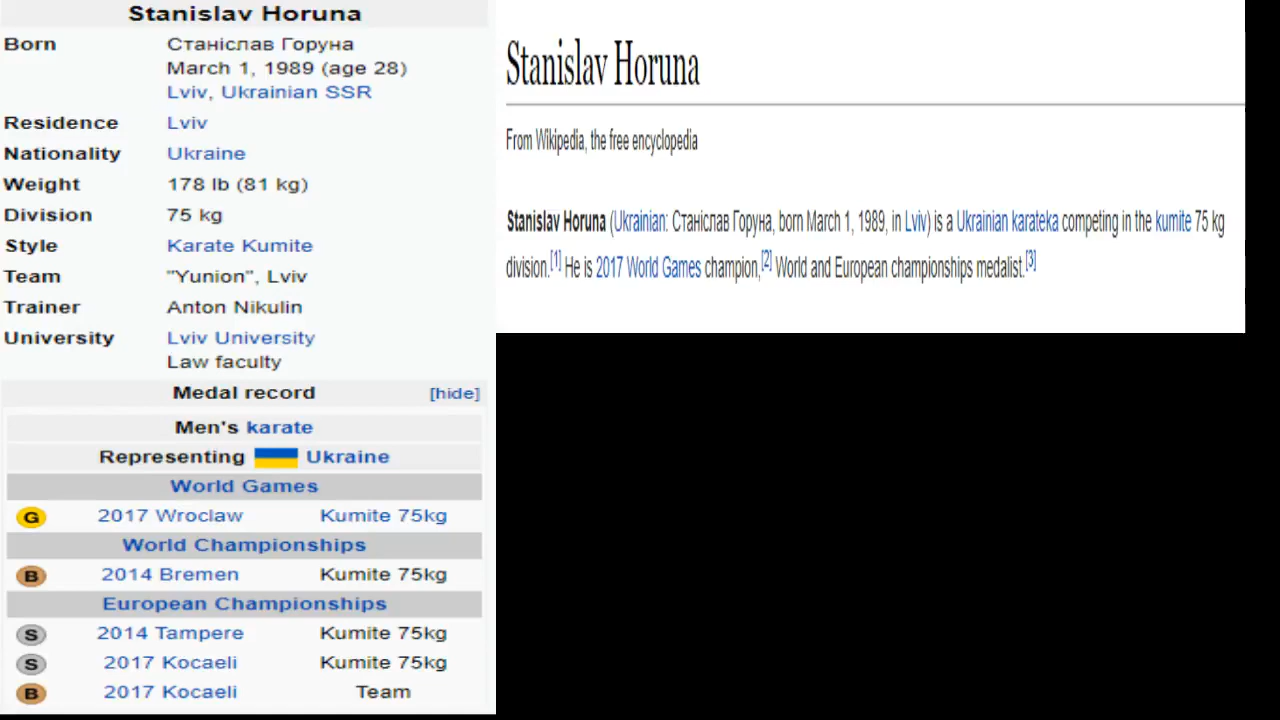 Stanislav Horuna
Born Станіслав Горуна
March 1, 1989 (age 28)
Lviv, Ukrainian SSR
Residence Lviv
Nationality Ukraine
Weight 178 lb (81 kg)
Division 75 kg
Style Karate Kumite
Team "Yunion", Lviv
Trainer Anton Nikulin
University Lviv University
Law faculty
Medal record [hide]
Men's karate
Representing Ukraine
World Games
G 2017 Wroclaw Kumite 75kg
World Championships
B 2014 Bremen Kumite 75kg
European Championships
S 2014 Tampere Kumite 75kg
S 2017 Kocaeli Kumite 75kg
B 2017 Kocaeli Team
Stanislav Horuna
From Wikipedia, the free encyclopedia
Stanislav Horuna (Ukrainian: Станіслав Горуна, born March 1, 1989, in Lviv) is a Ukrainian karateka competing in the kumite 75 kg
division.[1] He is 2017 World Games champion,[2] World and European championships medalist.[3]